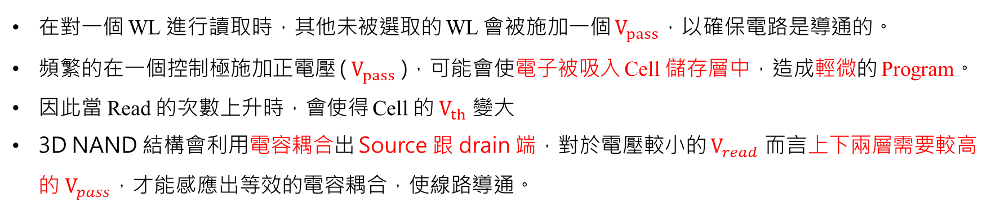 • 在對一個 WL 進行讀取時，其他未被選取的 WL 會被施加一個 Vpass，以確保電路是導通的。
• 頻繁的在一個控制極施加正電壓 ( Vpass )，可能會使電子被吸入 Cell 儲存層中，造成輕微的 Program。
• 因此當 Read 的次數上升時，會使得 Cell 的 Vth 變大
• 3D NAND 結構會利用電容耦合出 Source 跟 drain 端，對於電壓較小的 Vread 而言上下兩層需要較高
的 Vpass，才能感應出等效的電容耦合，使線路導通。